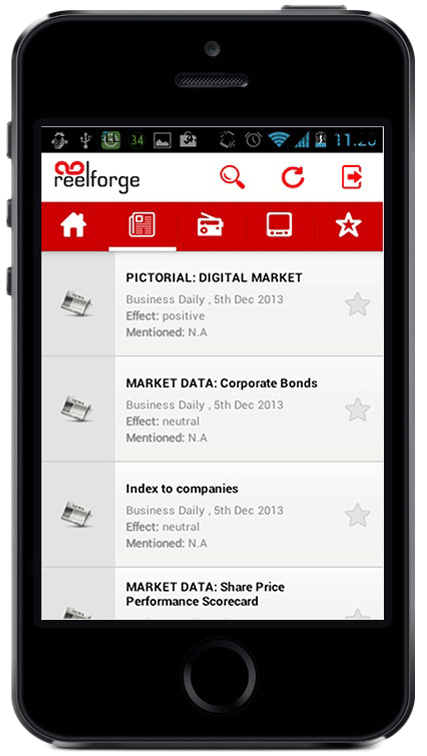 34 11.20
reelforge
PICTORIAL: DIGITAL MARKET
Business Daily , 5th Dec 2013
Effect: positive
Mentioned: N.A
MARKET DATA: Corporate Bonds
Business Daily , 5th Dec 2013
Effect: neutral
Mentioned: N.A
Index to companies
Business Daily , 5th Dec 2013
Effect: neutral
Mentioned: N.A
MARKET DATA: Share Price
Performance Scorecard